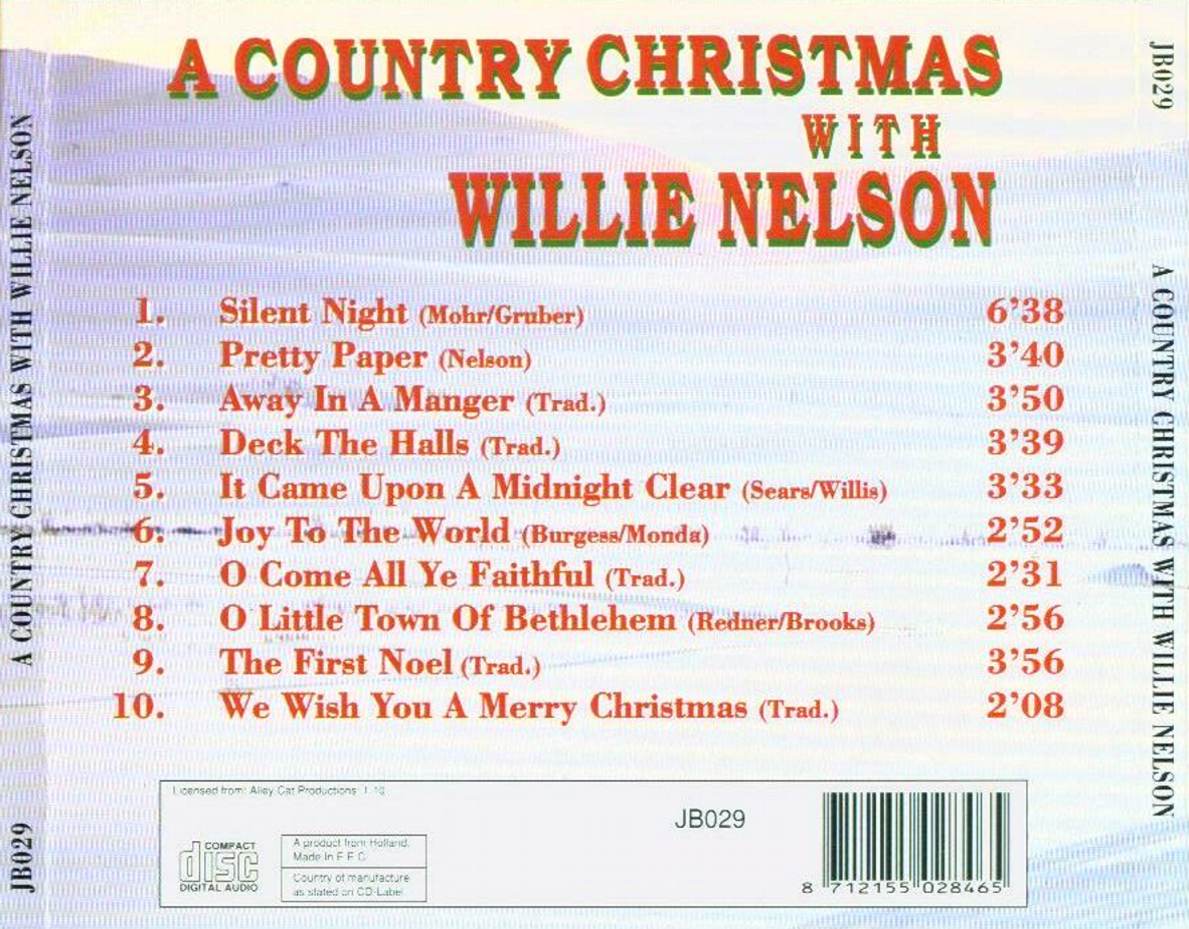 A COUNTRY CHRISTMAS
WITH
WILLIE NELSON
1. Silent Night (Mohr/Gruber) 6'38
2. Pretty Paper (Nelson) 3'40
3. Away In A Manger (Trad.) 3'50
4. Deck The Halls (Trad.) 3'39
5. It Came Upon A Midnight Clear (Sears/Willis) 3'33
6. Joy To The World (Burgess/Monda) 2'52
7. O Come All Ye Faithful (Trad.) 2'31
8. O Little Town Of Bethlehem (Redner/Brooks) 2'56
9. The First Noel (Trad.) 3'56
10. We Wish You A Merry Christmas (Trad.) 2'08
Licensed from: Alley Cat Productions: 1-10
COMPACT
disc
DIGITAL AUDIO
A product from Holland.
Made in E.E.C.
Country of manufacture
as stated on CD-Label
JB029
8 712155 028465
JB029 A COUNTRY CHRISTMAS WITH WILLIE NELSON
JB029 A COUNTRY CHRISTMAS WITH WILLIE NELSON